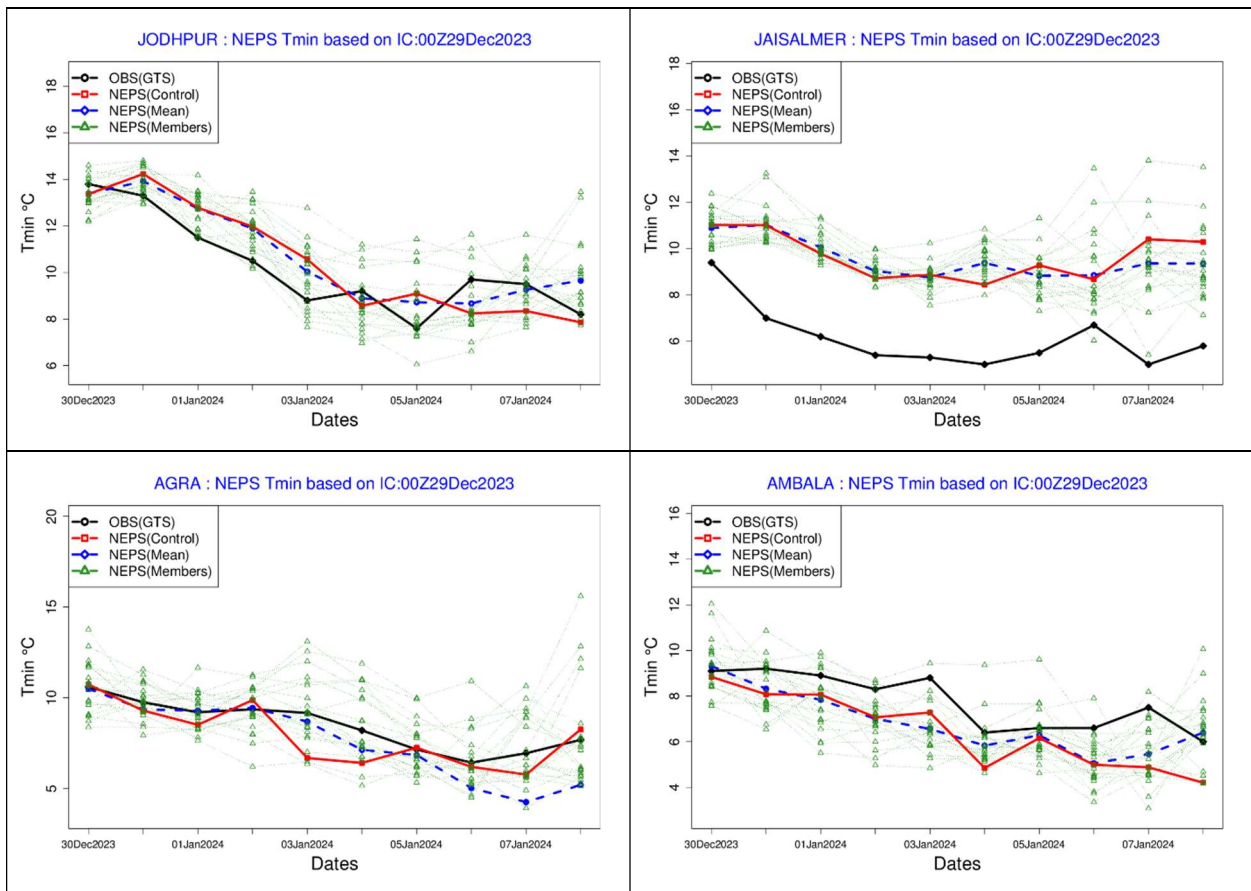 JODHPUR : NEPS Tmin based on IC:00Z29Dec2023
OBS(GTS)
NEPS(Control)
NEPS(Mean)
NEPS(Members)
Tmin °C
18
16
14
12
10
8
6
30Dec2023
01Jan2024
03Jan2024
05Jan2024
07Jan2024
Dates
JAISALMER : NEPS Tmin based on IC:00Z29Dec2023
OBS(GTS)
NEPS(Control)
NEPS(Mean)
NEPS(Members)
Tmin °C
18
16
14
12
10
8
6
30Dec2023
01Jan2024
03Jan2024
05Jan2024
07Jan2024
Dates
AGRA : NEPS Tmin based on IC:00Z29Dec2023
OBS(GTS)
NEPS(Control)
NEPS(Mean)
NEPS(Members)
Tmin °C
20
15
10
5
30Dec2023
01Jan2024
03Jan2024
05Jan2024
07Jan2024
Dates
AMBALA : NEPS Tmin based on IC:00Z29Dec2023
OBS(GTS)
NEPS(Control)
NEPS(Mean)
NEPS(Members)
Tmin °C
16
14
12
10
8
6
4
30Dec2023
01Jan2024
03Jan2024
05Jan2024
07Jan2024
Dates